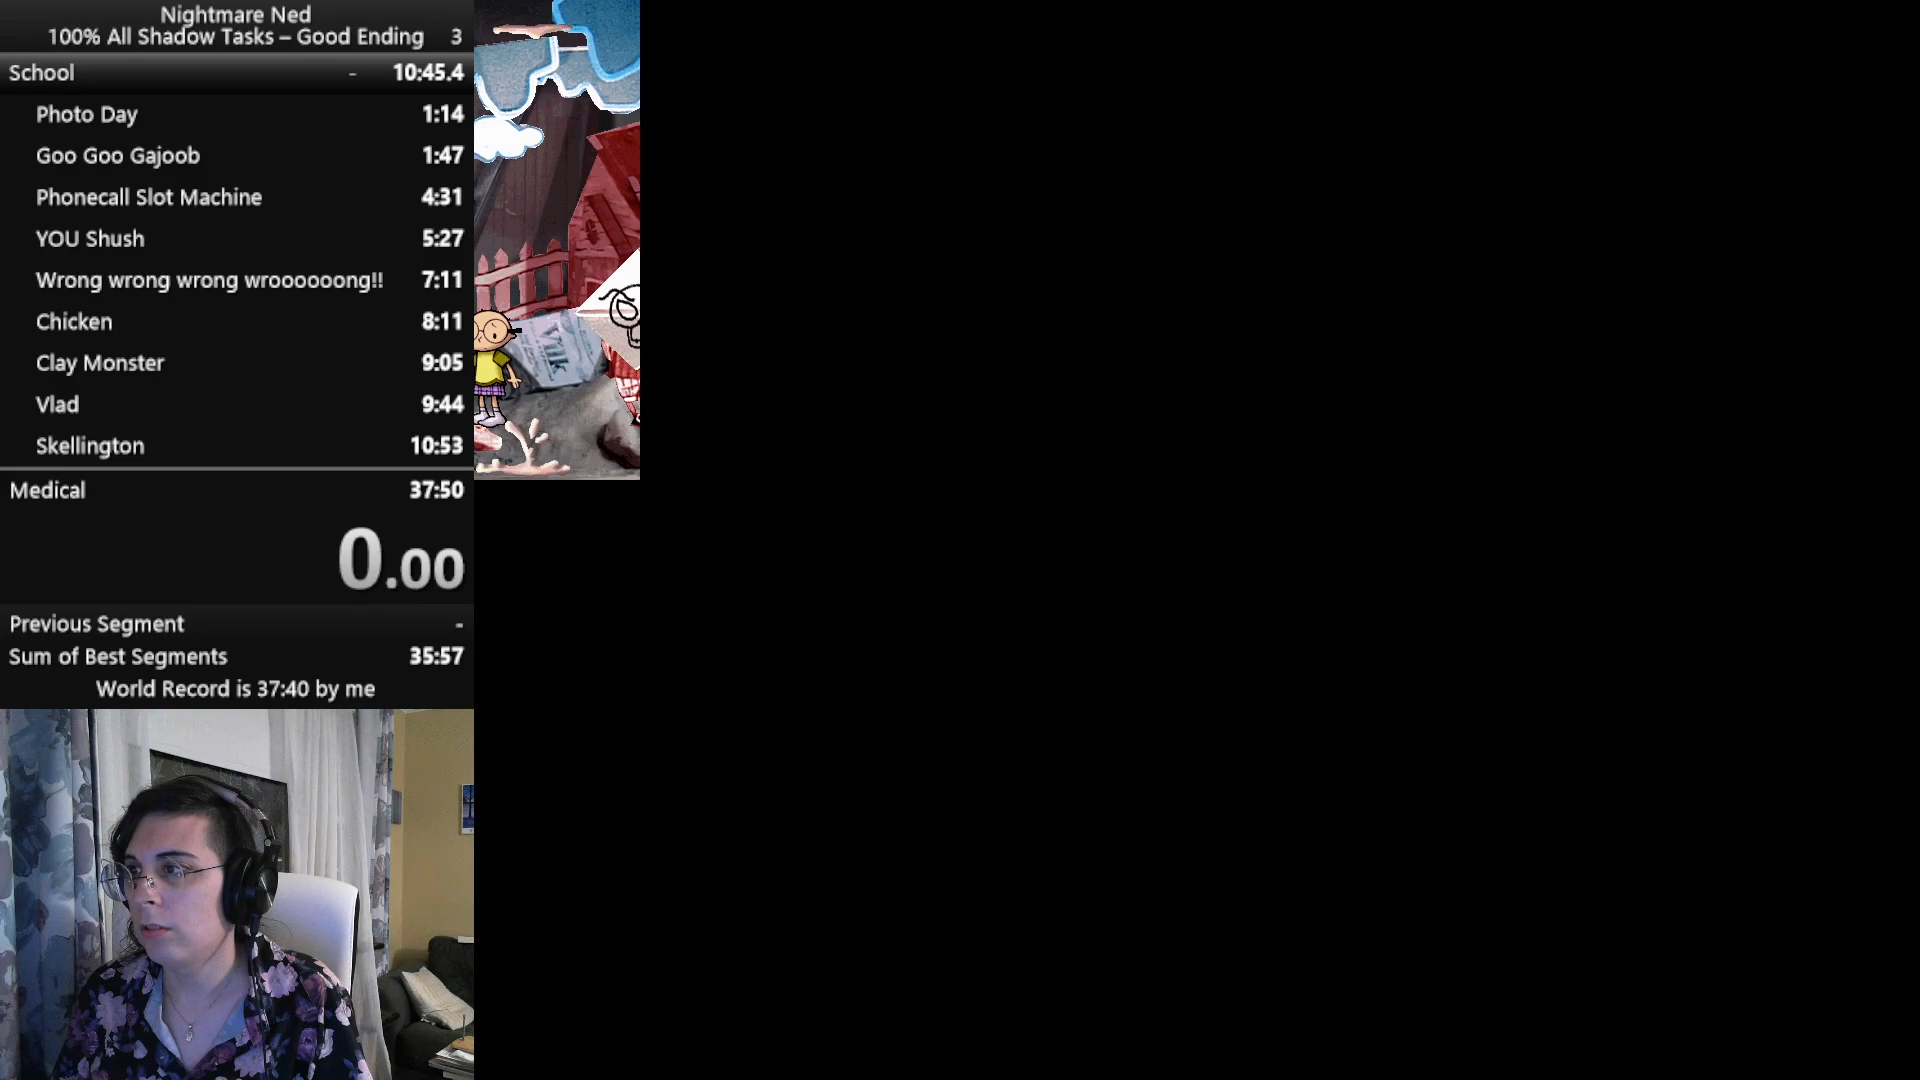 Nightmare Ned
100% All Shadow Tasks – Good Ending 3
School - 10:45.4
Photo Day 1:14
Goo Goo Gajoob 1:47
Phonecall Slot Machine 4:31
YOU Shush 5:27
Wrong wrong wrong wroooooong!! 7:11
Chicken 8:11
Clay Monster 9:05
Vlad 9:44
Skellington 10:53
Medical 37:50
0.00
Previous Segment -
Sum of Best Segments 35:57
World Record is 37:40 by me